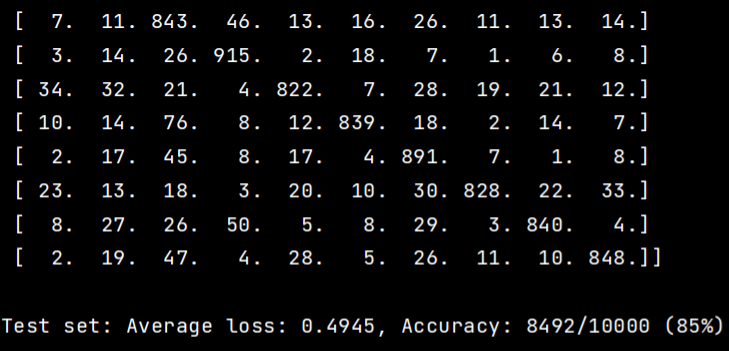 [ 7. 11. 843. 46. 13. 16. 26. 11. 13. 14.]
[ 3. 14. 26. 915. 2. 18. 7. 1. 6. 8.]
[ 34. 32. 21. 4. 822. 7. 28. 19. 21. 12.]
[ 10. 14. 76. 8. 12. 839. 18. 2. 14. 7.]
[ 2. 17. 45. 8. 17. 4. 891. 7. 1. 8.]
[ 23. 13. 18. 3. 20. 10. 30. 828. 22. 33.]
[ 8. 27. 26. 50. 5. 8. 29. 3. 840. 4.]
[ 2. 19. 47. 4. 28. 5. 26. 11. 10. 848.]]
Test set: Average loss: 0.4945, Accuracy: 8492/10000 (85%)